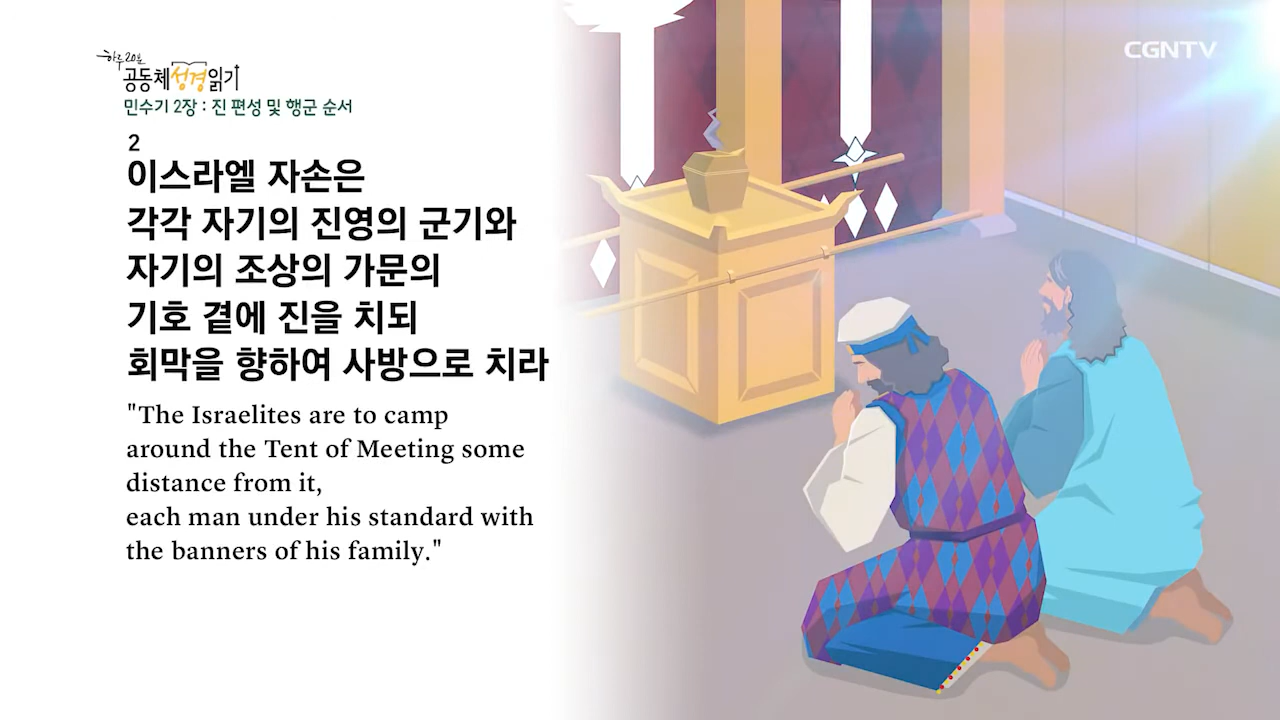 하루 20분
공동체성경읽기
민수기 2장 : 진 편성 및 행군 순서
2
이스라엘 자손은
각각 자기의 진영의 군기와
자기의 조상의 가문의
기호 곁에 진을 치되
회막을 향하여 사방으로 치라
"The Israelites are to camp
around the Tent of Meeting some
distance from it,
each man under his standard with
the banners of his family."
CGNTV